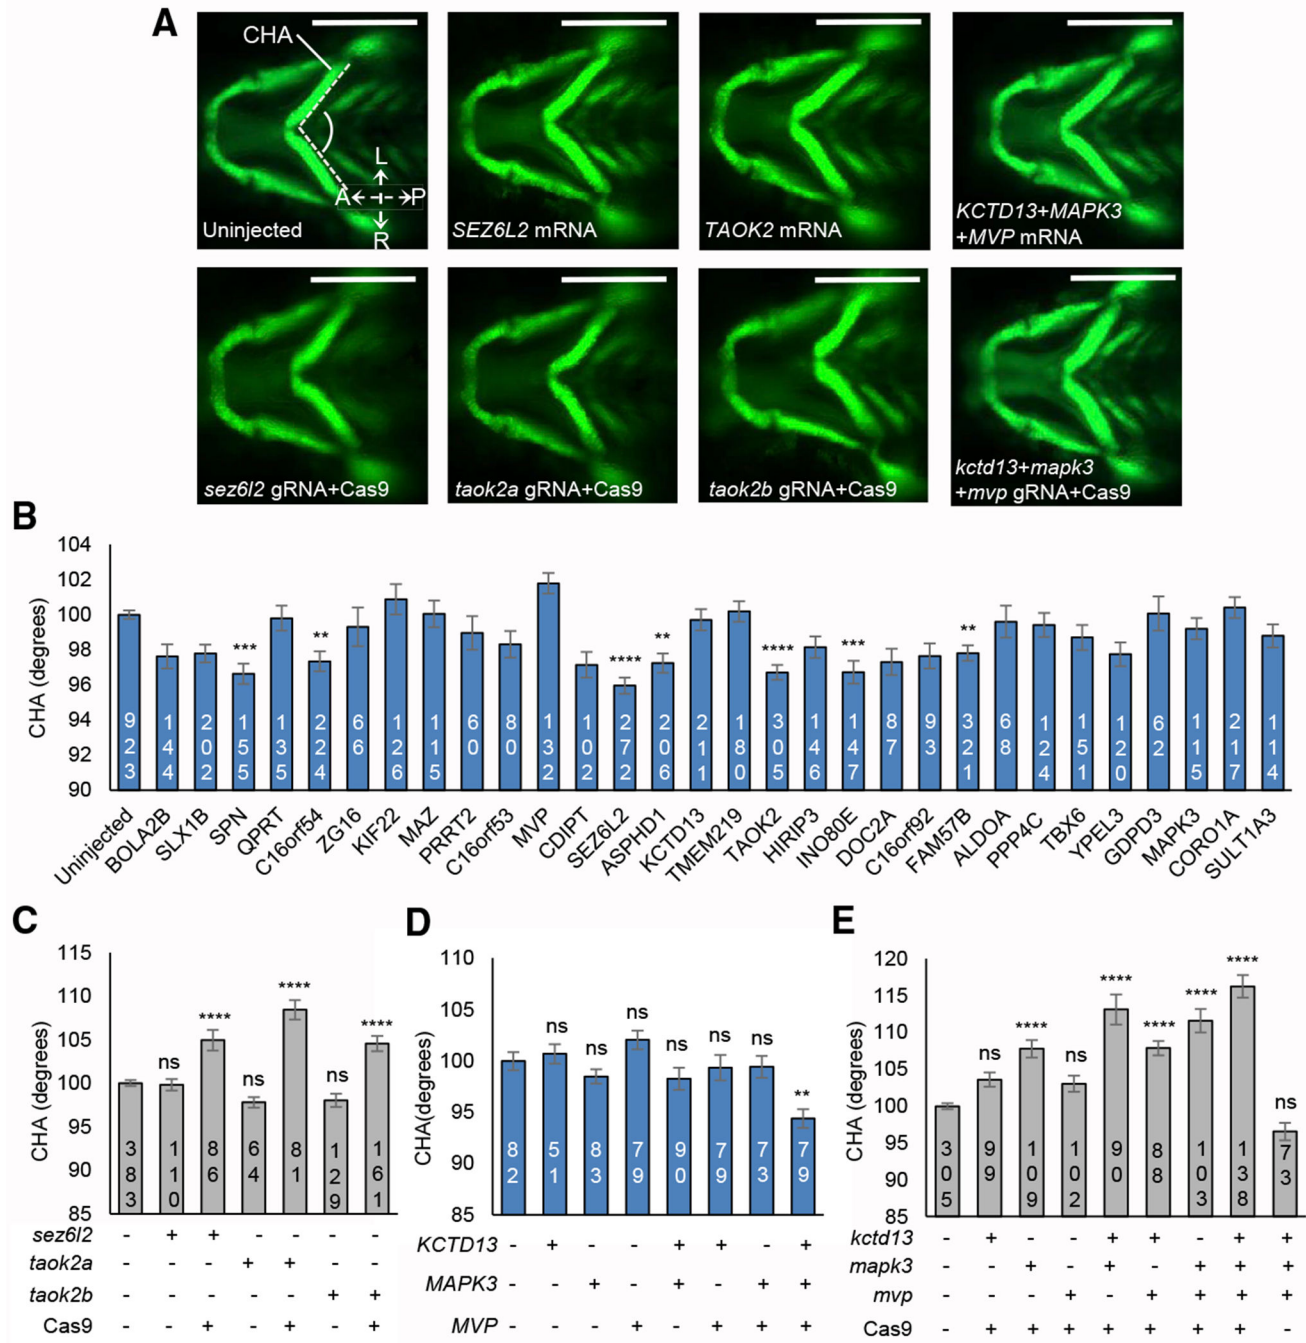 A
CHA
L
A P
R
Uninjected
SEZ6L2 mRNA
TAOK2 mRNA
KCTD13+MAPK3
+MVP mRNA
sez6l2 gRNA+Cas9
taok2a gRNA+Cas9
taok2b gRNA+Cas9
kctd13+mapk3
+mvp gRNA+Cas9
B
CHA (degrees)
104
102
100
98
96
94
92
90
*** ** **** ** **** *** **
923 144 202 155 135 224 66 126 115 60 80 132 102 272 206 211 180 305 146 147 87 93 321 68 124 151 120 62 115 217 114
Uninjected BOLA2B SLX1B SPN QPRT C16orf54 ZG16 KIF22 MAZ PRRT2 C16orf53 MVP CDIPT SEZ6L2 ASPHD1 KCTD13 TMEM219 TAOK2 HIRIP3 INO80E DOC2A C16orf92 FAM57B ALDOA PPP4C TBX6 YPEL3 GDPD3 MAPK3 CORO1A SULT1A3
C
CHA (degrees)
115
110
105
100
95
90
85
ns **** ns **** ns ****
383 110 86 64 81 129 161
sez6l2 - + + - - - -
taok2a - - - + + - -
taok2b - - - - - + +
Cas9 - - + - + - +
D
CHA(degrees)
110
105
100
95
90
85
ns ns ns ns ns ns **
82 51 83 79 90 79 73 79
KCTD13 - + - - + + - +
MAPK3 - - + - + - + +
MVP - - - + - + + +
E
CHA (degrees)
120
115
110
105
100
95
90
85
ns **** ns **** **** **** **** ns
305 99 109 102 90 88 103 138 73
kctd13 - + - - + + - + +
mapk3 - - + - + - + + +
mvp - - - + - + + + +
Cas9 - + + + + + + + -